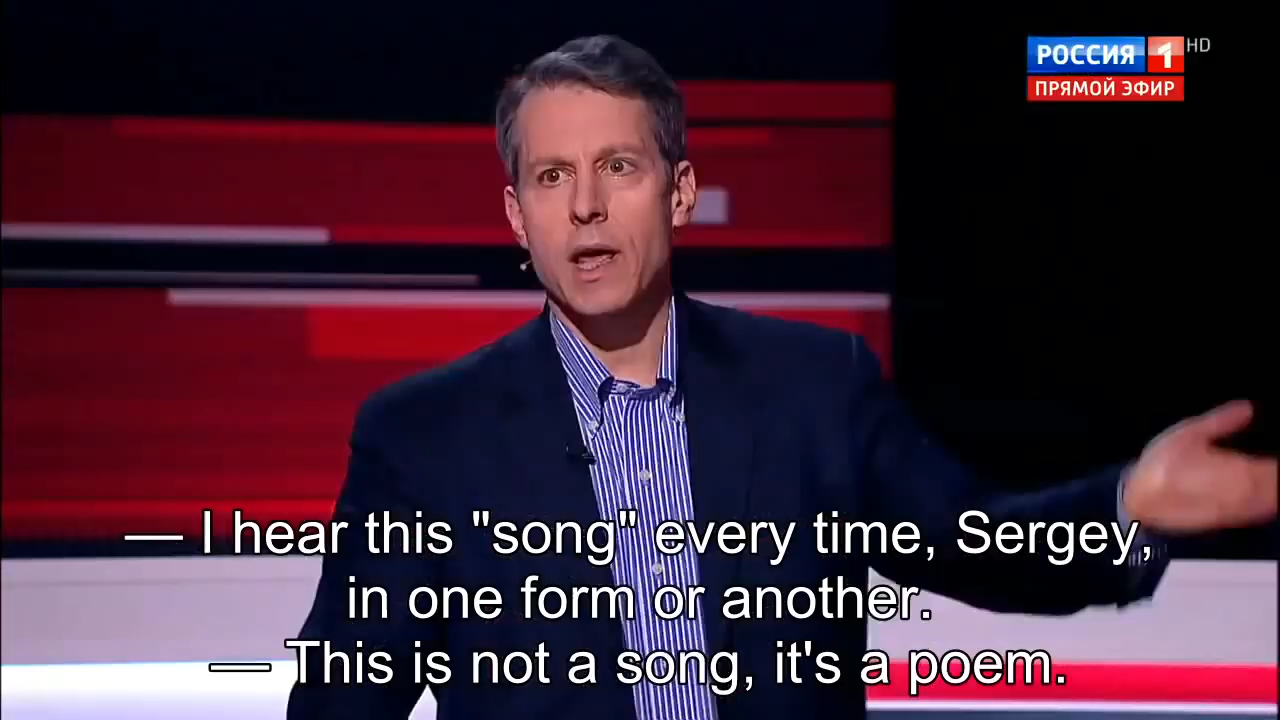 РОССИЯ 1 HD
ПРЯМОЙ ЭФИР
— I hear this "song" every time, Sergey,
in one form or another.
— This is not a song, it's a poem.